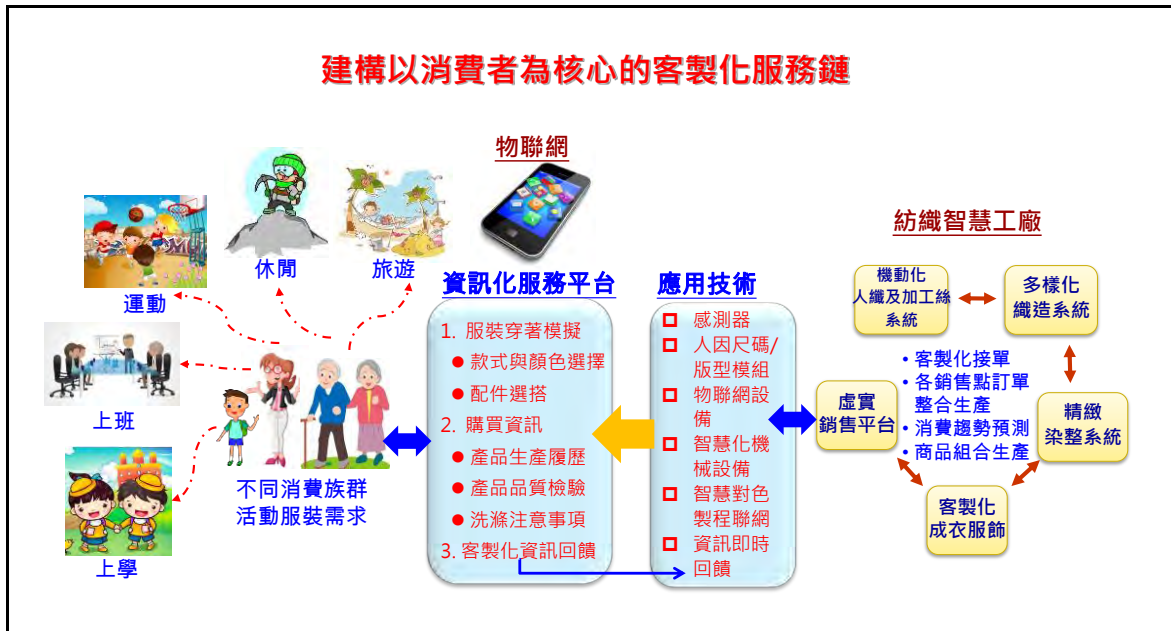 建構以消費者為核心的客製化服務鏈
物聯網
休閒
旅遊
運動
上班
上學
不同消費族群
活動服裝需求
資訊化服務平台
1. 服裝穿著模擬
● 款式與顏色選擇
● 配件選搭
2. 購買資訊
● 產品生產履歷
● 產品品質檢驗
● 洗滌注意事項
3. 客製化資訊回饋
應用技術
感測器
人因尺碼/
版型模組
物聯網設
備
智慧化機
械設備
智慧對色
製程聯網
資訊即時
回饋
紡織智慧工廠
機動化
人纖及加工絲
系統
多樣化
織造系統
• 客製化接單
• 各銷售點訂單
整合生產
• 消費趨勢預測
• 商品組合生產
虛實
銷售平台
精緻
染整系統
客製化
成衣服飾